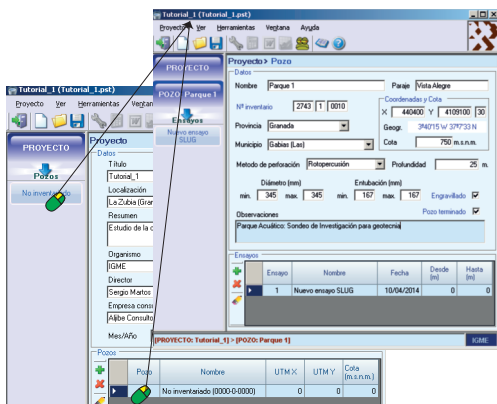 Tutorial_1 (Tutorial_1.pst)
Proyecto Ver Herramientas Ventana Ayuda
PROYECTO
POZO Parque 1
Ensayos
Nuevo ensayo SLUG
Proyecto> Pozo
Datos
Nombre Parque 1 Paraje Vista Alegre
Nº inventario 2743 1 0010
Coordenadas y Cota
X 440400 Y 4109100 30
Provincia Granada
Geogr. 3º40'15 W 37º7'33 N
Municipio Gabias (Las)
Cota 750 m.s.n.m.
Metodo de perforación Rotopercusión Profundidad 25 m.
Diámetro (mm) Entubación (mm)
min. 345 max. 345 min. 167 max. 167 Engravillado
Observaciones Pozo terminado
Parque Acuático: Sondeo de Investigación para geotecnia
Ensayos
Ensayo Nombre Fecha Desde (m) Hasta (m)
1 Nuevo ensayo SLUG 10/04/2014 0 0
[PROYECTO: Tutorial_1] > [POZO: Parque 1] IGME
Tutorial_1 (Tutorial_1.pst)
Proyecto Ver Herramientas Ventan
PROYECTO
Pozos
No inventariado
Proyecto
Datos
Título
Tutorial_1
Localización
La Zubia (Gran
Resumen
Estudio de la c
Organismo
IGME
Director
Sergio Martos
Empresa consu
Aljibe Consulto
Mes/Año
Pozos
Pozo Nombre UTM X UTM Y Cota (m.s.n.m.)
No inventariado (0000-0-0000) 0 0 0